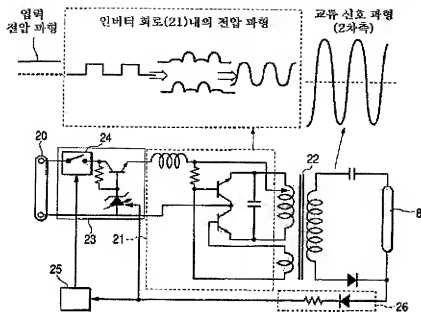 입력
전압 파형
인버터 회로(21)내의 전압 파형
교류 신호 파형
(2차측)
20
24
22
8
23
21
25
26